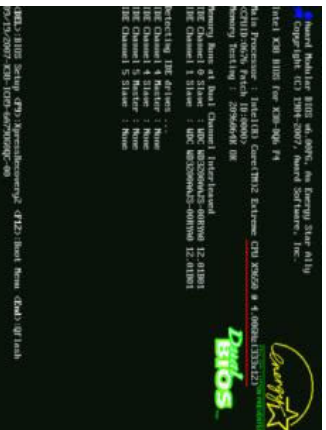 Award Modular BIOS v6.00PG, An Energy Star Ally
Copyright (C) 1984-2007, Award Software, Inc.
Intel X38 BIOS for X38-DQ6 F4
Main Processor : Intel(R) Core(TM)2 Extreme CPU X9650 @ 4.00GHz(333x12)
<CPUID:0676 Patch ID:0000>
Memory Testing : 2096064K OK
Memory Runs at Dual Channel Interleaved
IDE Channel 0 Slave : WDC WD3200AAJS-00RYA0 12.01B01
IDE Channel 1 Slave : WDC WD3200AAJS-00RYA0 12.01B01
Detecting IDE drives ...
IDE Channel 4 Master : None
IDE Channel 4 Slave : None
IDE Channel 5 Master : None
IDE Channel 5 Slave : None
<DEL>:BIOS Setup <F9>:XpressRecovery2 <F12>:Boot Menu <End>:Qflash
09/19/2007-X38-ICH9-6A790G0QC-00
energy
Dual
BIOS